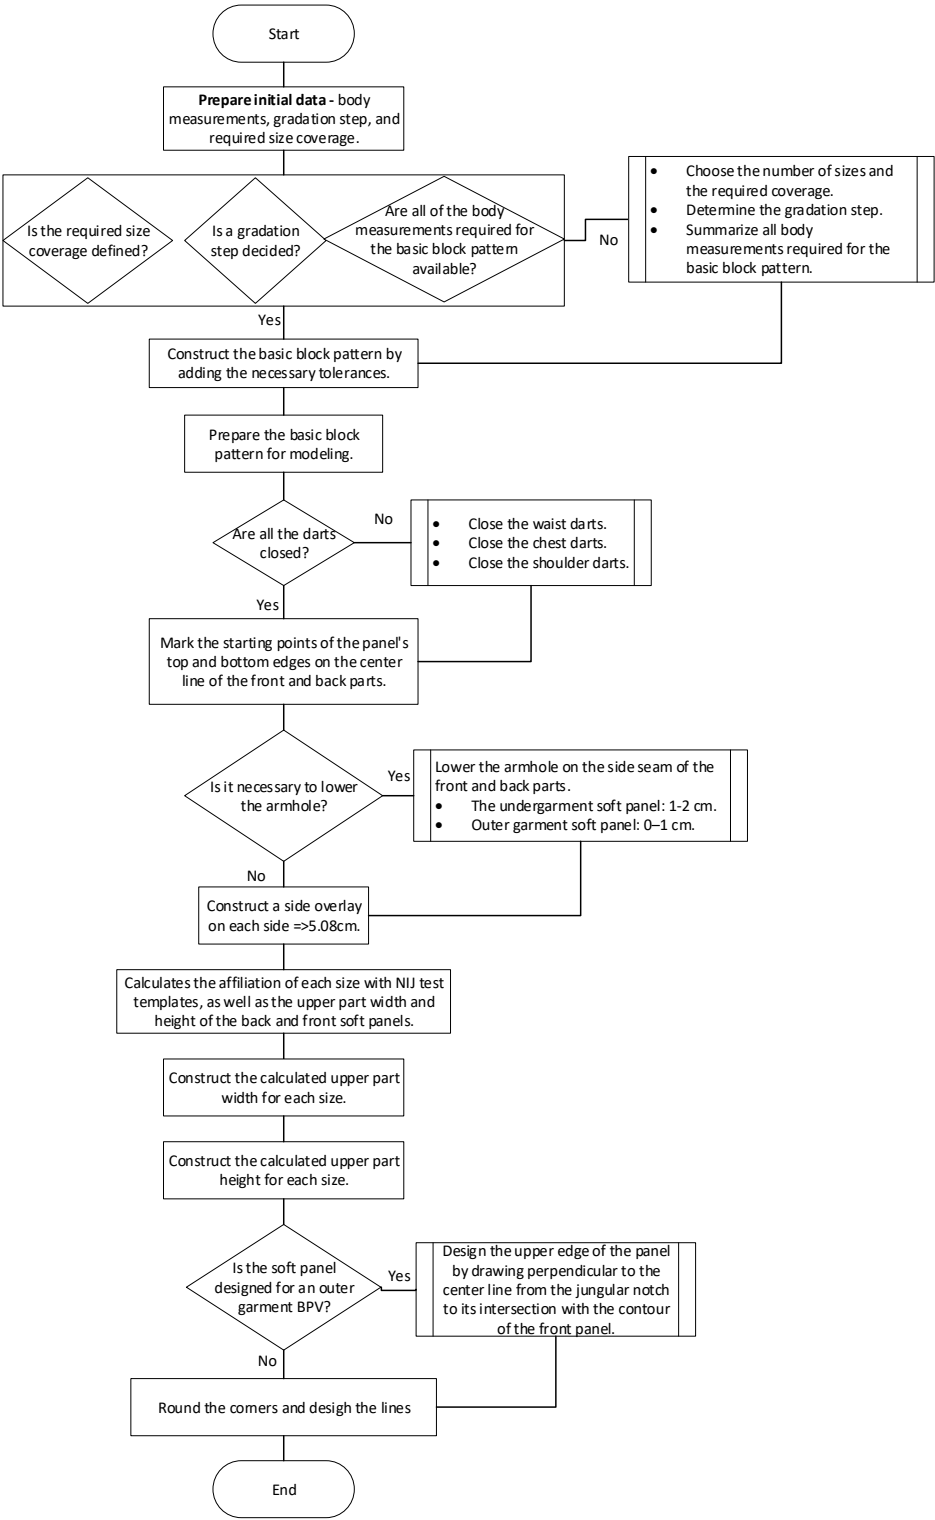 Start
Prepare initial data - body
measurements, gradation step, and
required size coverage.
Is the required size
coverage defined?
Is a gradation
step decided?
Are all of the body
measurements required for
the basic block pattern
available?
No
• Choose the number of sizes and
the required coverage.
• Determine the gradation step.
• Summarize all body
measurements required for the
basic block pattern.
Yes
Construct the basic block pattern by
adding the necessary tolerances.
Prepare the basic block
pattern for modeling.
Are all the darts
closed?
No
• Close the waist darts.
• Close the chest darts.
• Close the shoulder darts.
Yes
Mark the starting points of the panel's
top and bottom edges on the center
line of the front and back parts.
Is it necessary to lower
the armhole?
Yes
Lower the armhole on the side seam of the
front and back parts.
• The undergarment soft panel: 1-2 cm.
• Outer garment soft panel: 0–1 cm.
No
Construct a side overlay
on each side =>5.08cm.
Calculates the affiliation of each size with NIJ test
templates, as well as the upper part width and
height of the back and front soft panels.
Construct the calculated upper part
width for each size.
Construct the calculated upper part
height for each size.
Is the soft panel
designed for an outer
garment BPV?
Yes
Design the upper edge of the panel
by drawing perpendicular to the
center line from the jungular notch
to its intersection with the contour
of the front panel.
No
Round the corners and desigh the lines
End